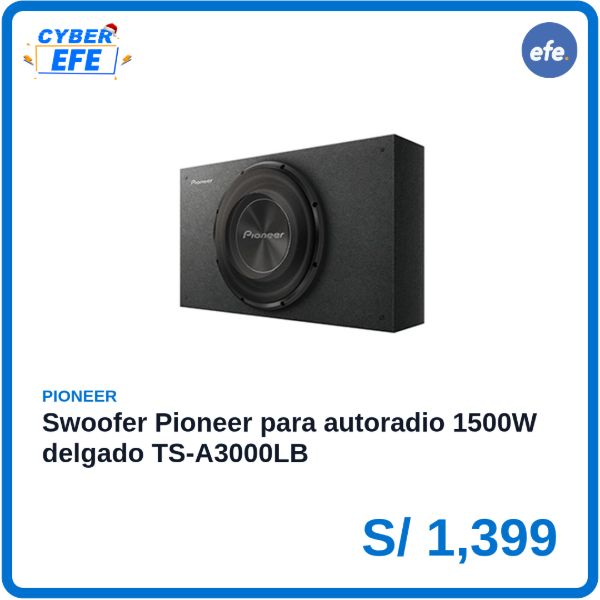 CYBER
EFE
efe.
Pioneer
Pioneer
PIONEER
Swoofer Pioneer para autoradio 1500W
delgado TS-A3000LB
S/ 1,399